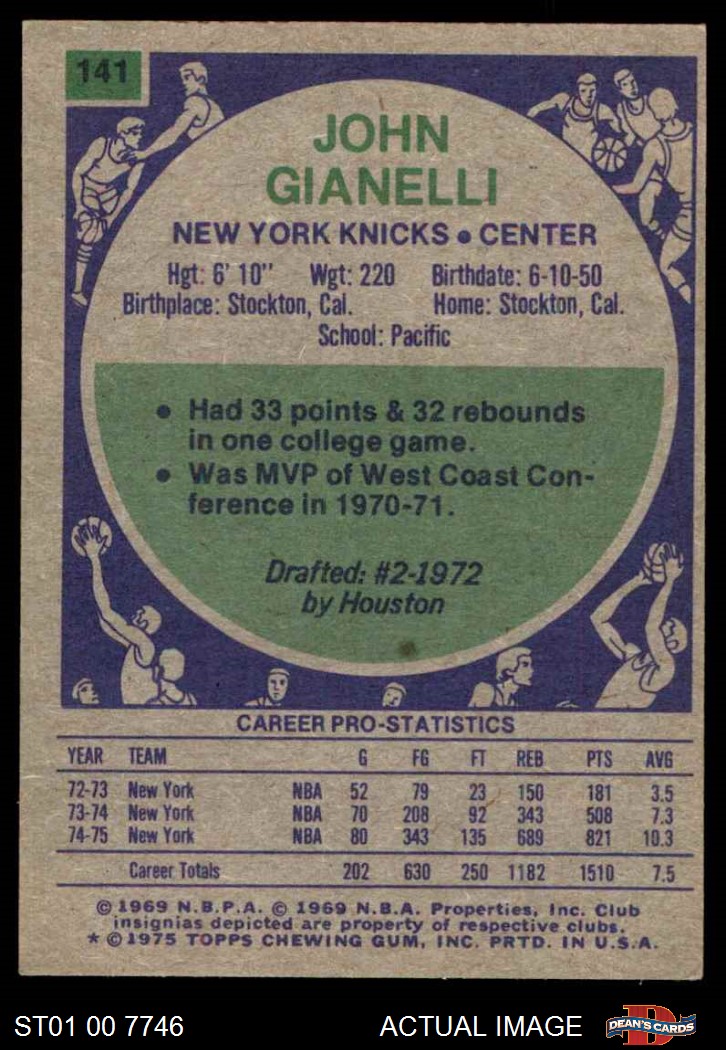 141
JOHN
GIANELLI
NEW YORK KNICKS • CENTER
Hgt: 6' 10" Wgt: 220 Birthdate: 6-10-50
Birthplace: Stockton, Cal. Home: Stockton, Cal.
School: Pacific
• Had 33 points & 32 rebounds
in one college game.
• Was MVP of West Coast Con-
ference in 1970-71.
Drafted: #2-1972
by Houston
CAREER PRO-STATISTICS
YEAR TEAM G FG FT REB PTS AVG
72-73 New York NBA 52 79 23 150 181 3.5
73-74 New York NBA 70 208 92 343 508 7.3
74-75 New York NBA 80 343 135 689 821 10.3
Career Totals 202 630 250 1182 1510 7.5
© 1969 N.B.P.A. © 1969 N.B.A. Properties, Inc. Club
insignias depicted are property of respective clubs.
* © 1975 TOPPS CHEWING GUM, INC. PRTD. IN U.S.A.
ST01 00 7746 ACTUAL IMAGE D DEAN'S CARDS